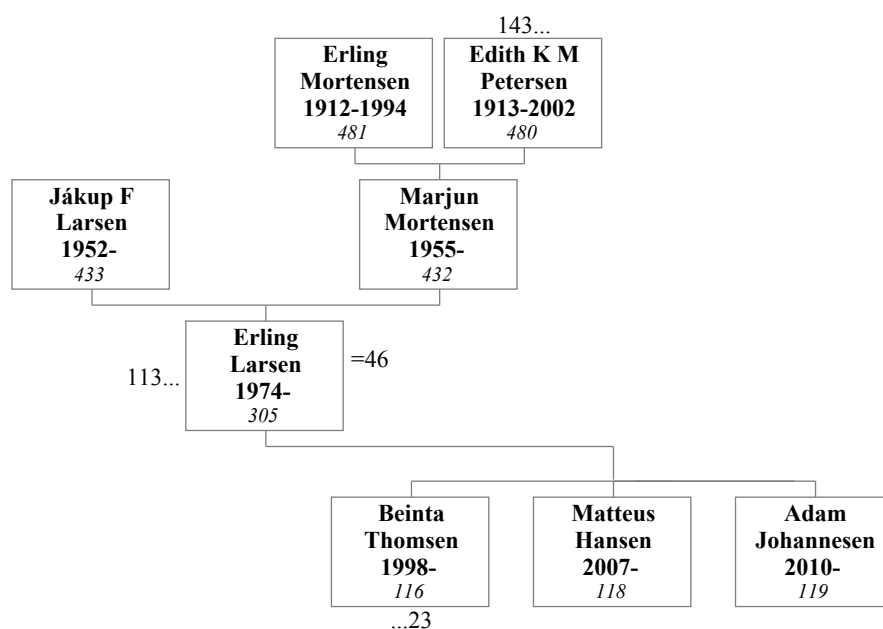 143...
Erling
Mortensen
1912-1994
481
Edith K M
Petersen
1913-2002
480
Jákup F
Larsen
1952-
433
Marjun
Mortensen
1955-
432
113...
Erling
Larsen
1974-
305
=46
Beinta
Thomsen
1998-
116
...23
Matteus
Hansen
2007-
118
Adam
Johannesen
2010-
119